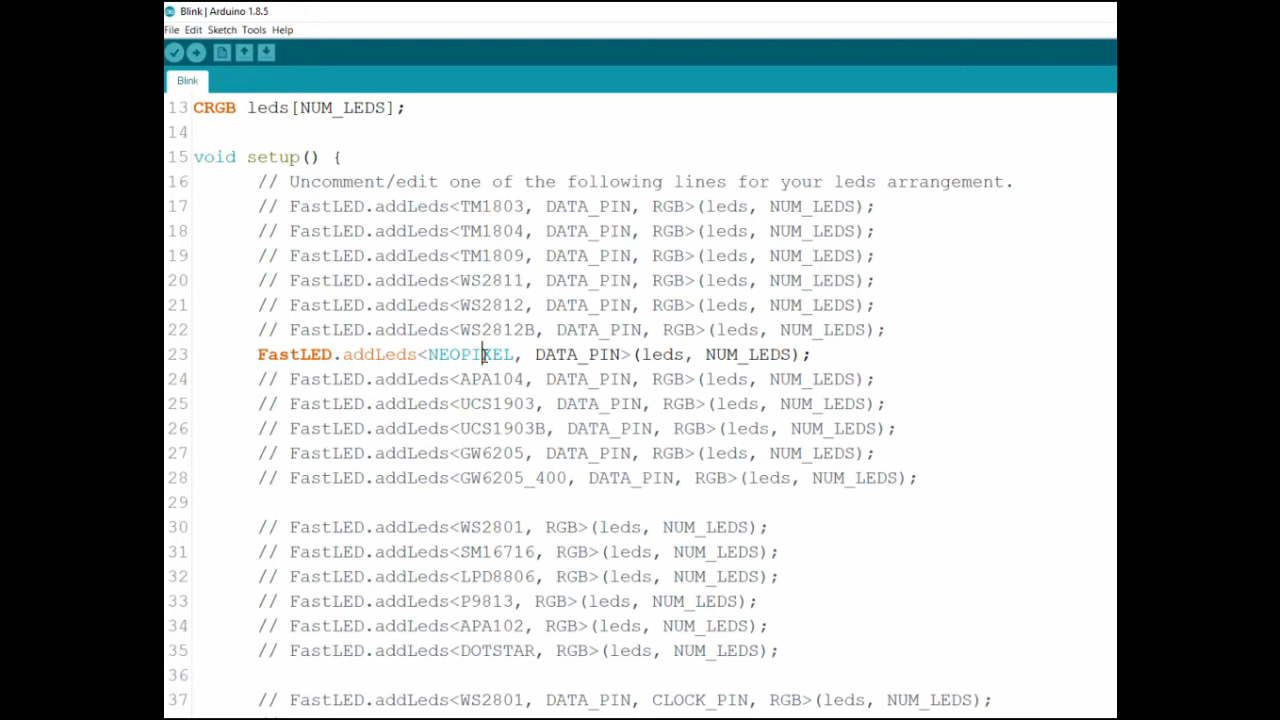 Blink | Arduino 1.8.5
File Edit Sketch Tools Help
Blink
13 CRGB leds[NUM_LEDS];
14
15 void setup() {
16 // Uncomment/edit one of the following lines for your leds arrangement.
17 // FastLED.addLeds<TM1803, DATA_PIN, RGB>(leds, NUM_LEDS);
18 // FastLED.addLeds<TM1804, DATA_PIN, RGB>(leds, NUM_LEDS);
19 // FastLED.addLeds<TM1809, DATA_PIN, RGB>(leds, NUM_LEDS);
20 // FastLED.addLeds<WS2811, DATA_PIN, RGB>(leds, NUM_LEDS);
21 // FastLED.addLeds<WS2812, DATA_PIN, RGB>(leds, NUM_LEDS);
22 // FastLED.addLeds<WS2812B, DATA_PIN, RGB>(leds, NUM_LEDS);
23 FastLED.addLeds<NEOPIXEL, DATA_PIN>(leds, NUM_LEDS);
24 // FastLED.addLeds<APA104, DATA_PIN, RGB>(leds, NUM_LEDS);
25 // FastLED.addLeds<UCS1903, DATA_PIN, RGB>(leds, NUM_LEDS);
26 // FastLED.addLeds<UCS1903B, DATA_PIN, RGB>(leds, NUM_LEDS);
27 // FastLED.addLeds<GW6205, DATA_PIN, RGB>(leds, NUM_LEDS);
28 // FastLED.addLeds<GW6205_400, DATA_PIN, RGB>(leds, NUM_LEDS);
29
30 // FastLED.addLeds<WS2801, RGB>(leds, NUM_LEDS);
31 // FastLED.addLeds<SM16716, RGB>(leds, NUM_LEDS);
32 // FastLED.addLeds<LPD8806, RGB>(leds, NUM_LEDS);
33 // FastLED.addLeds<P9813, RGB>(leds, NUM_LEDS);
34 // FastLED.addLeds<APA102, RGB>(leds, NUM_LEDS);
35 // FastLED.addLeds<DOTSTAR, RGB>(leds, NUM_LEDS);
36
37 // FastLED.addLeds<WS2801, DATA_PIN, CLOCK_PIN, RGB>(leds, NUM_LEDS);